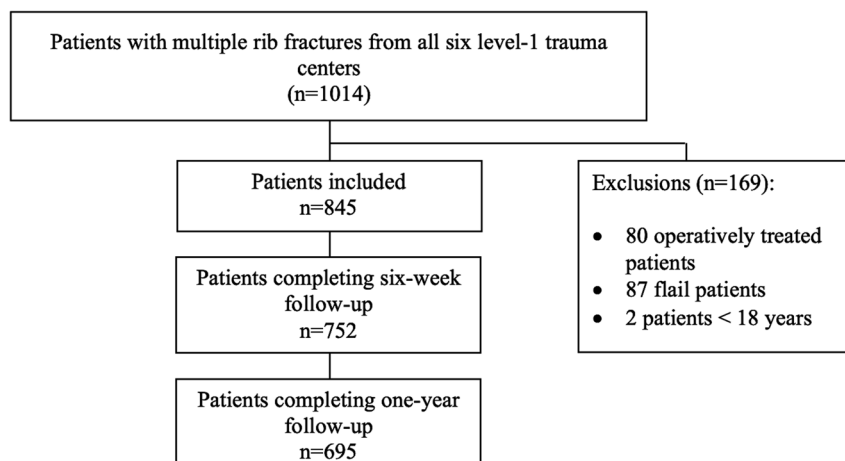 Patients with multiple rib fractures from all six level-1 trauma
centers
(n=1014)
Patients included
n=845
Exclusions (n=169):
• 80 operatively treated
patients
• 87 flail patients
• 2 patients < 18 years
Patients completing six-week
follow-up
n=752
Patients completing one-year
follow-up
n=695